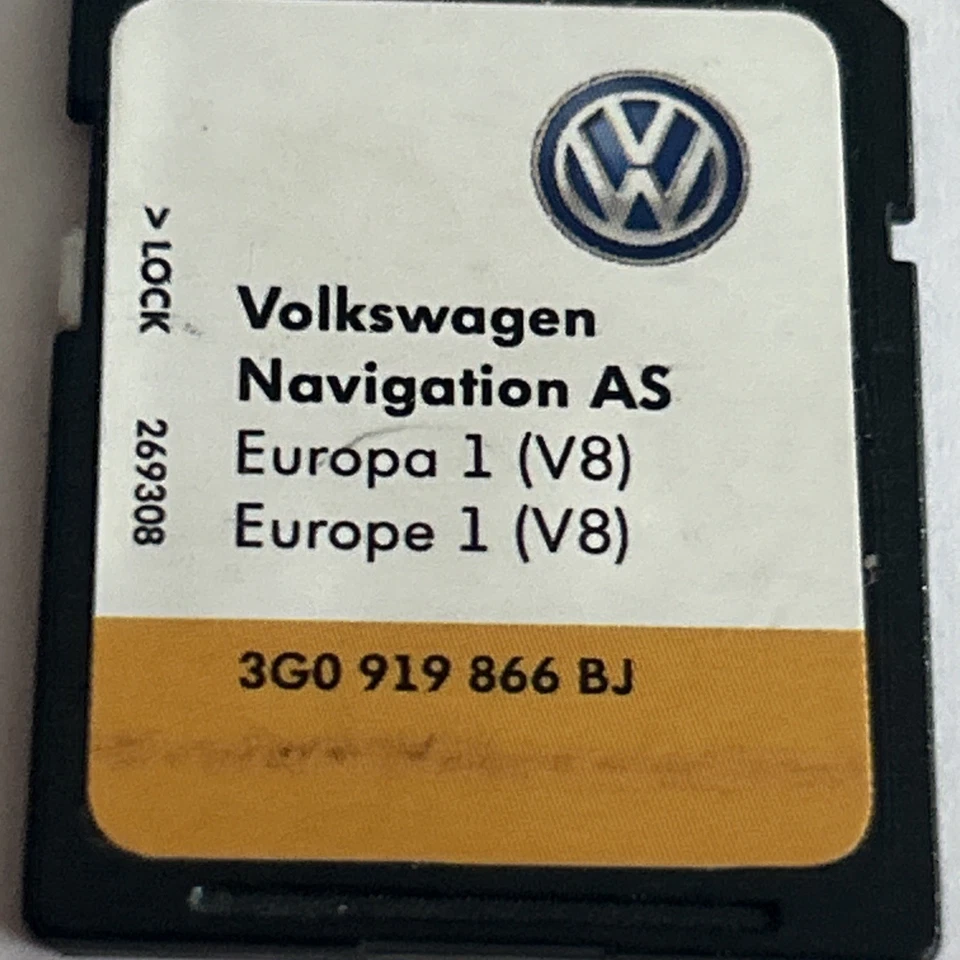 Volkswagen
Navigation AS
Europa 1 (V8)
Europe 1 (V8)
3G0 919 866 BJ
> LOCK
269308